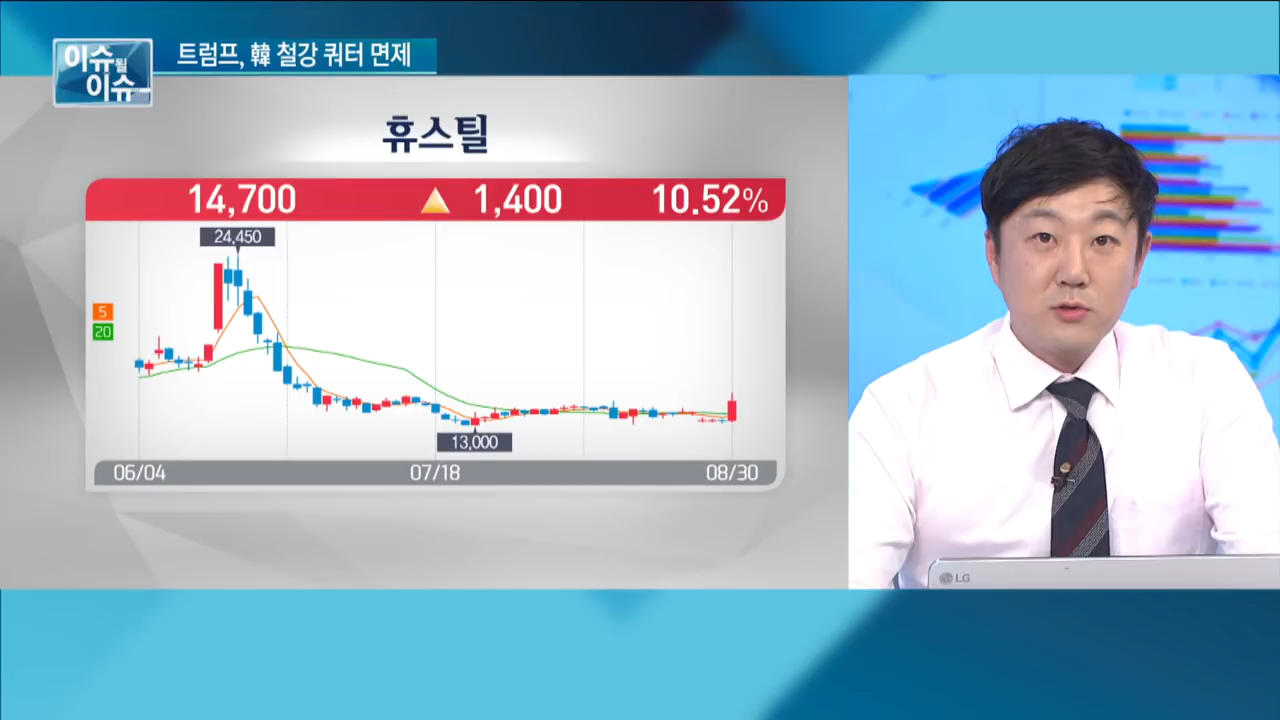 이슈될
이슈
트럼프, 韓 철강 쿼터 면제
휴스틸
14,700 ▲ 1,400 10.52%
24,450
5
20
13,000
06/04 07/18 08/30
LG